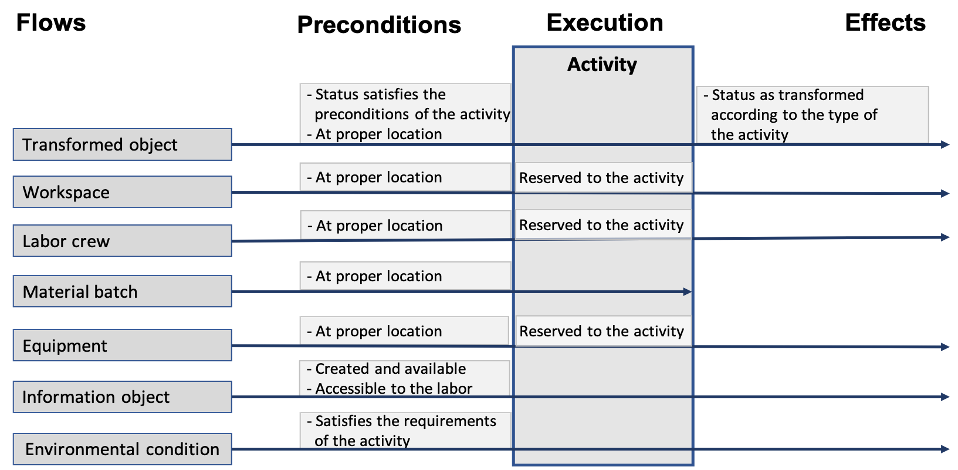 Flows
Preconditions
Execution
Effects
Activity
- Status satisfies the
preconditions of the activity
- At proper location
- Status as transformed
according to the type of
the activity
Transformed object
Workspace
- At proper location
Reserved to the activity
Labor crew
- At proper location
Reserved to the activity
Material batch
- At proper location
Equipment
- At proper location
Reserved to the activity
Information object
- Created and available
- Accessible to the labor
Environmental condition
- Satisfies the requirements
of the activity